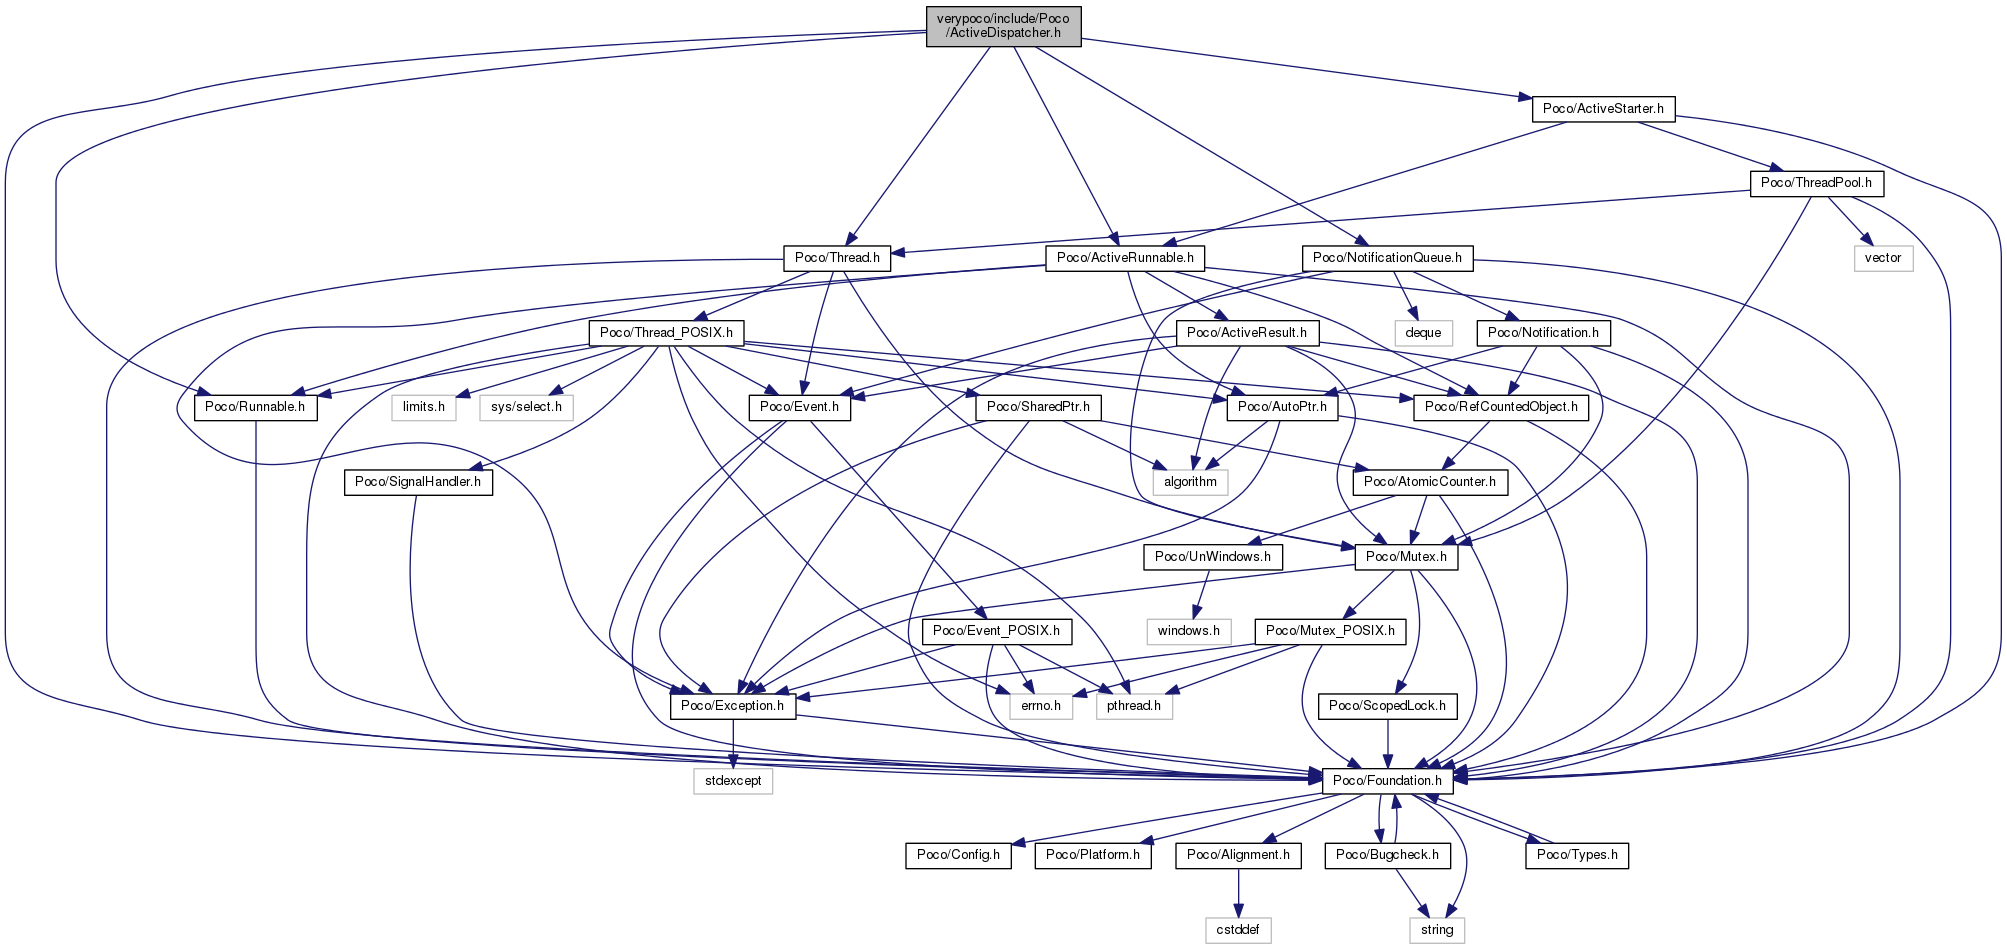 verypoco/include/Poco
/ActiveDispatcher.h
Poco/ActiveStarter.h
Poco/ThreadPool.h
Poco/Thread.h
Poco/ActiveRunnable.h
Poco/NotificationQueue.h
vector
Poco/Thread_POSIX.h
Poco/ActiveResult.h
deque
Poco/Notification.h
Poco/Runnable.h
limits.h
sys/select.h
Poco/Event.h
Poco/SharedPtr.h
Poco/AutoPtr.h
Poco/RefCountedObject.h
Poco/SignalHandler.h
algorithm
Poco/AtomicCounter.h
Poco/UnWindows.h
Poco/Mutex.h
Poco/Event_POSIX.h
windows.h
Poco/Mutex_POSIX.h
Poco/Exception.h
errno.h
pthread.h
Poco/ScopedLock.h
stdexcept
Poco/Foundation.h
Poco/Config.h
Poco/Platform.h
Poco/Alignment.h
Poco/Bugcheck.h
Poco/Types.h
cstddef
string